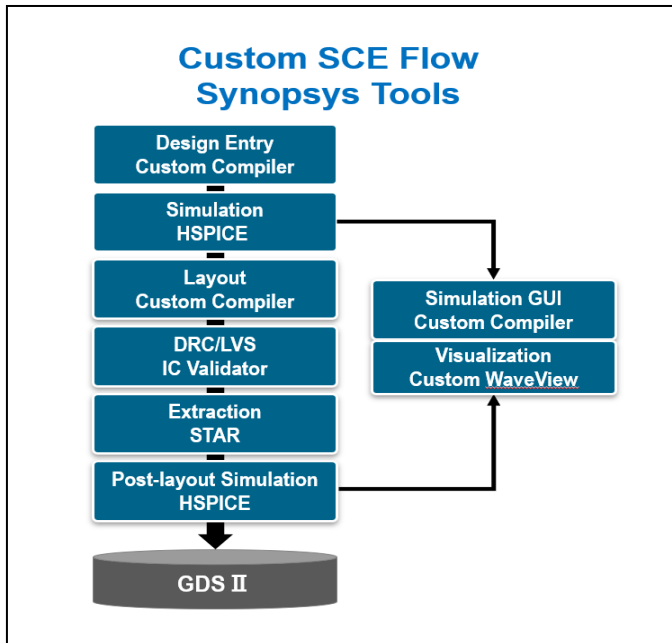 Custom SCE Flow
Synopsys Tools
Design Entry
Custom Compiler
Simulation
HSPICE
Layout
Custom Compiler
DRC/LVS
IC Validator
Extraction
STAR
Post-layout Simulation
HSPICE
GDS II
Simulation GUI
Custom Compiler
Visualization
Custom WaveView